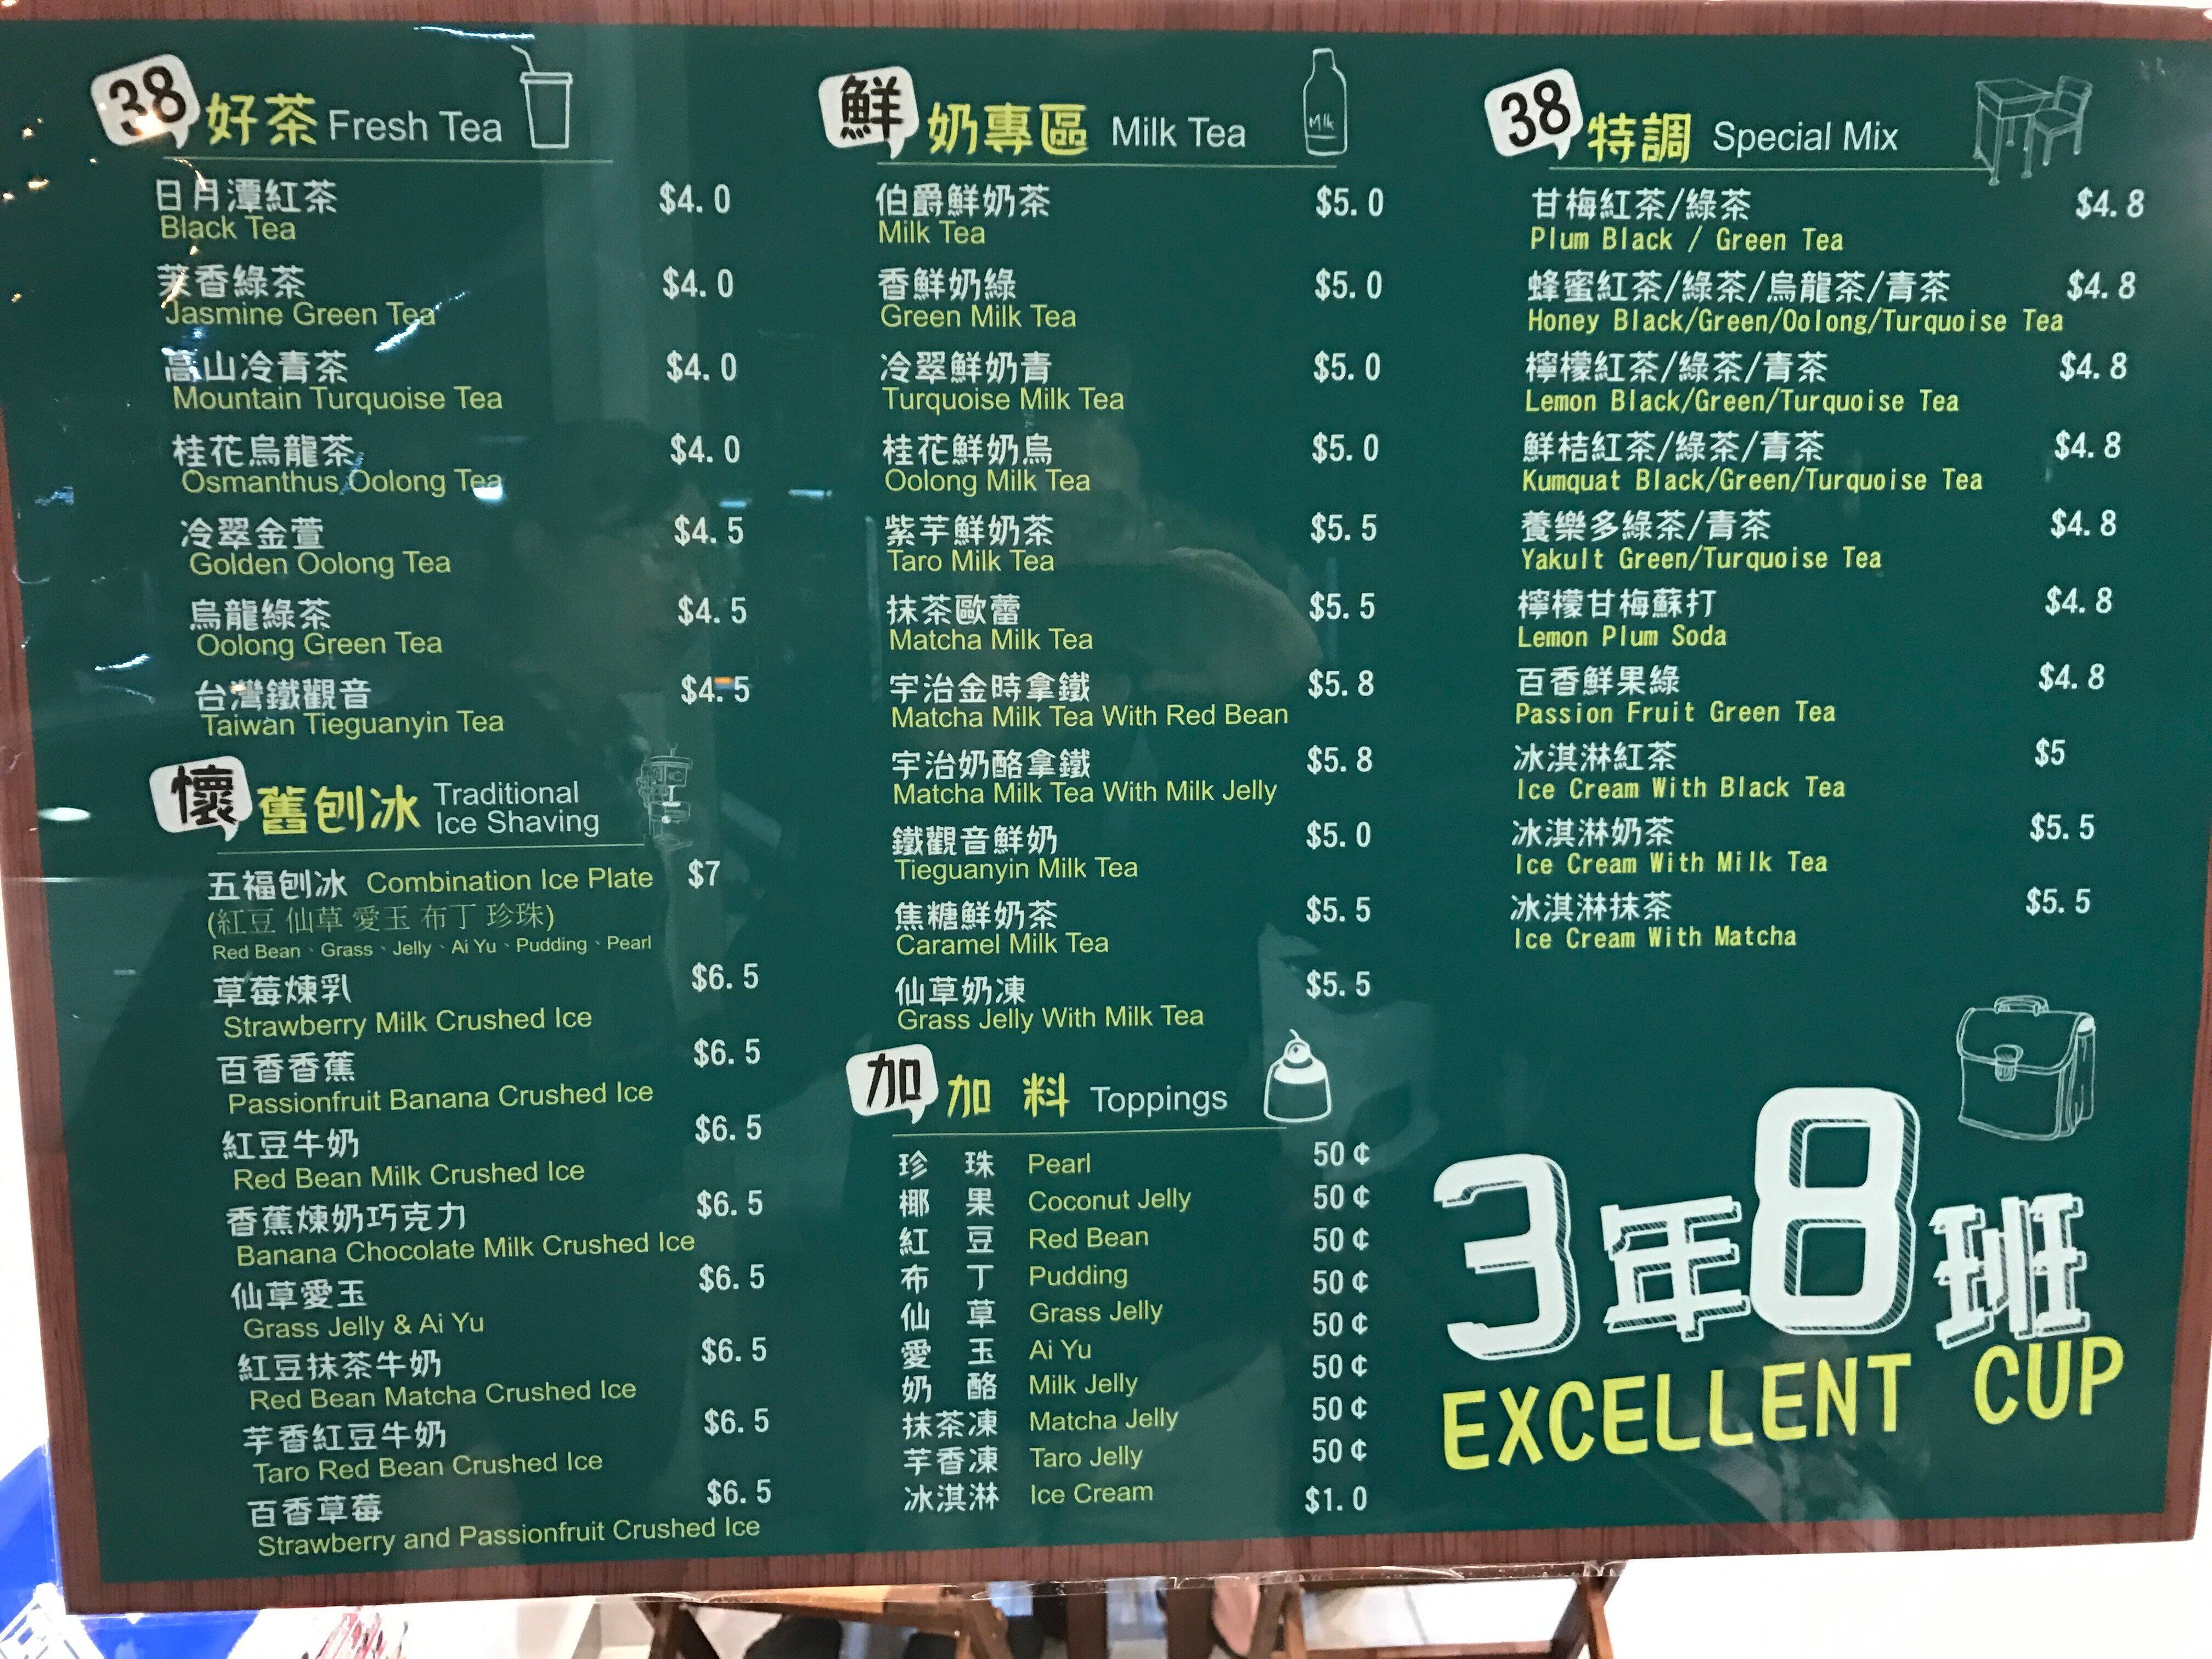 38 好茶 Fresh Tea
日月潭紅茶 $4.0
Black Tea
茉香綠茶 $4.0
Jasmine Green Tea
高山冷青茶 $4.0
Mountain Turquoise Tea
桂花烏龍茶 $4.0
Osmanthus Oolong Tea
冷翠金萱 $4.5
Golden Oolong Tea
烏龍綠茶 $4.5
Oolong Green Tea
台灣鐵觀音 $4.5
Taiwan Tieguanyin Tea
懷舊刨冰 Traditional
Ice Shaving
五福刨冰 Combination Ice Plate $7
(紅豆 仙草 愛玉 布丁 珍珠)
Red Bean、Grass、Jelly、Ai Yu、Pudding、Pearl
草莓煉乳 $6.5
Strawberry Milk Crushed Ice
百香香蕉 $6.5
Passionfruit Banana Crushed Ice
紅豆牛奶 $6.5
Red Bean Milk Crushed Ice
香蕉煉奶巧克力 $6.5
Banana Chocolate Milk Crushed Ice
仙草愛玉 $6.5
Grass Jelly & Ai Yu
紅豆抹茶牛奶 $6.5
Red Bean Matcha Crushed Ice
芋香紅豆牛奶 $6.5
Taro Red Bean Crushed Ice
百香草莓 $6.5
Strawberry and Passionfruit Crushed Ice
鮮奶專區 Milk Tea
Milk
伯爵鮮奶茶 $5.0
Milk Tea
香鮮奶綠 $5.0
Green Milk Tea
冷翠鮮奶青 $5.0
Turquoise Milk Tea
桂花鮮奶烏 $5.0
Oolong Milk Tea
紫芋鮮奶茶 $5.5
Taro Milk Tea
抹茶歐蕾 $5.5
Matcha Milk Tea
宇治金時拿鐵 $5.8
Matcha Milk Tea With Red Bean
宇治奶酪拿鐵 $5.8
Matcha Milk Tea With Milk Jelly
鐵觀音鮮奶 $5.0
Tieguanyin Milk Tea
焦糖鮮奶茶 $5.5
Caramel Milk Tea
仙草奶凍 $5.5
Grass Jelly With Milk Tea
加加料 Toppings
珍珠 Pearl 50¢
椰果 Coconut Jelly 50¢
紅豆 Red Bean 50¢
布丁 Pudding 50¢
仙草 Grass Jelly 50¢
愛玉 Ai Yu 50¢
奶酪 Milk Jelly 50¢
抹茶凍 Matcha Jelly 50¢
芋香凍 Taro Jelly
冰淇淋 Ice Cream $1.0
38 特調 Special Mix
甘梅紅茶/綠茶 $4.8
Plum Black / Green Tea
蜂蜜紅茶/綠茶/烏龍茶/青茶 $4.8
Honey Black/Green/Oolong/Turquoise Tea
檸檬紅茶/綠茶/青茶 $4.8
Lemon Black/Green/Turquoise Tea
鮮桔紅茶/綠茶/青茶 $4.8
Kumquat Black/Green/Turquoise Tea
養樂多綠茶/青茶 $4.8
Yakult Green/Turquoise Tea
檸檬甘梅蘇打 $4.8
Lemon Plum Soda
百香鮮果綠 $4.8
Passion Fruit Green Tea
冰淇淋紅茶 $5
Ice Cream With Black Tea
冰淇淋奶茶 $5.5
Ice Cream With Milk Tea
冰淇淋抹茶 $5.5
Ice Cream With Matcha
3年8班
EXCELLENT CUP